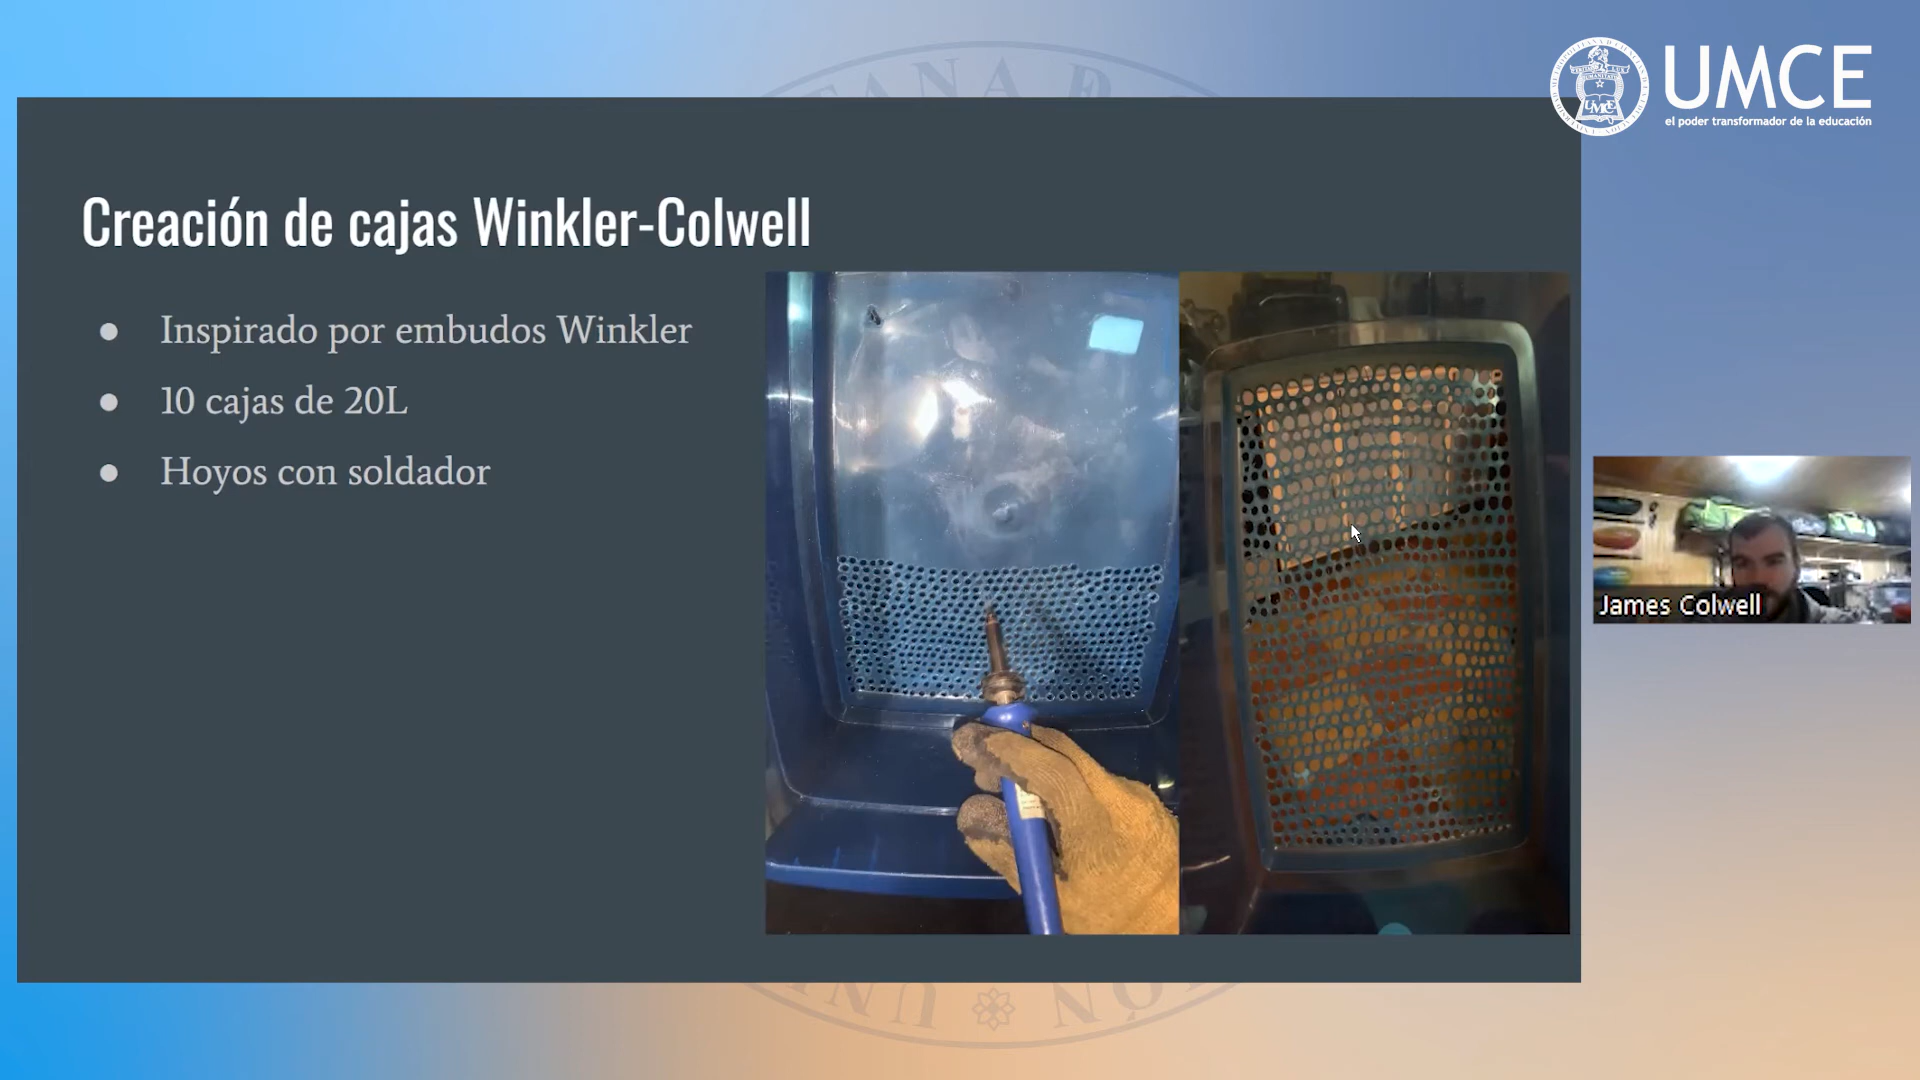 UMCE
el poder transformador de la educación
Creación de cajas Winkler-Colwell
Inspirado por embudos Winkler
10 cajas de 20L
Hoyos con soldador
James Colwell